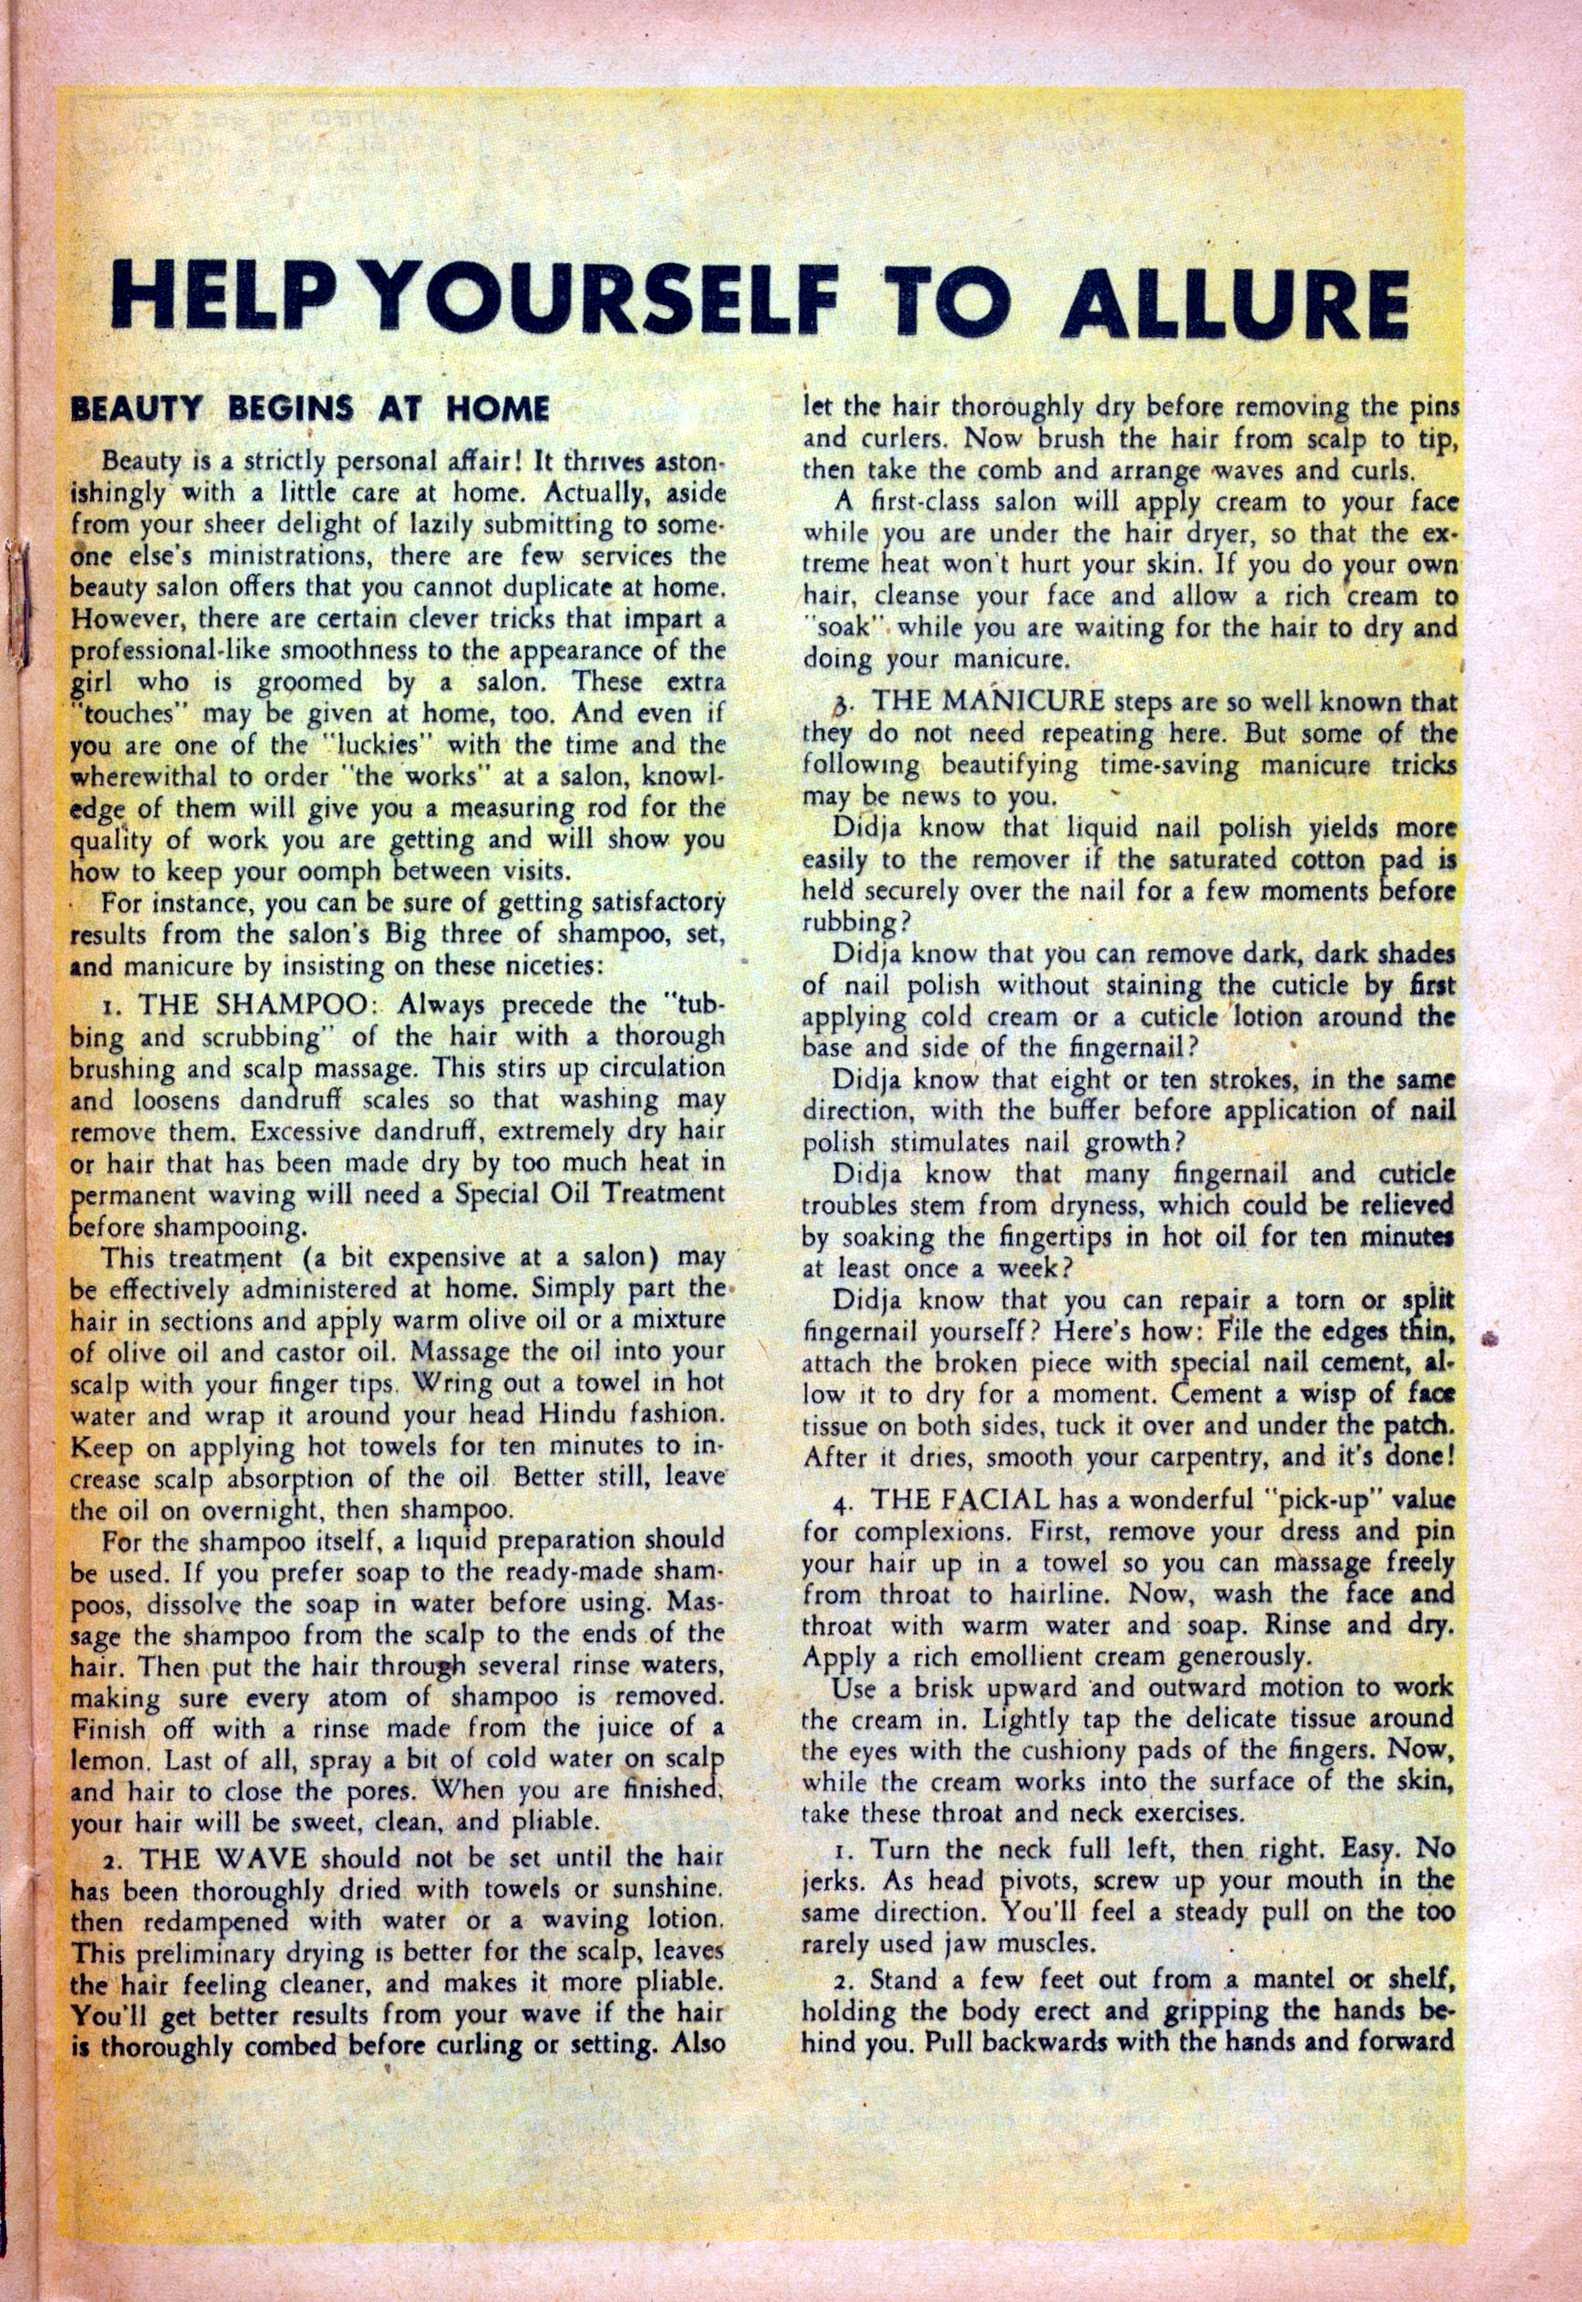 HELP YOURSELF TO ALLURE
BEAUTY BEGINS AT HOME
Beauty is a strictly personal affair! It thrives aston-
ishingly with a little care at home. Actually, aside
from your sheer delight of lazily submitting to some-
one else's ministrations, there are few services the
beauty salon offers that you cannot duplicate at home.
However, there are certain clever tricks that impart a
professional-like smoothness to the appearance of the
girl who is groomed by a salon. These extra
"touches" may be given at home, too. And even if
you are one of the "luckies" with the time and the
wherewithal to order "the works" at a salon, knowl-
edge of them will give you a measuring rod for the
quality of work you are getting and will show you
how to keep your oomph between visits.
For instance, you can be sure of getting satisfactory
results from the salon's Big three of shampoo, set,
and manicure by insisting on these niceties:
1. THE SHAMPOO: Always precede the "tub-
bing and scrubbing" of the hair with a thorough
brushing and scalp massage. This stirs up circulation
and loosens dandruff scales so that washing may
remove them. Excessive dandruff, extremely dry hair
or hair that has been made dry by too much heat in
permanent waving will need a Special Oil Treatment
before shampooing.
This treatment (a bit expensive at a salon) may
be effectively administered at home. Simply part the
hair in sections and apply warm olive oil or a mixture
of olive oil and castor oil. Massage the oil into your
scalp with your finger tips. Wring out a towel in hot
water and wrap it around your head Hindu fashion.
Keep on applying hot towels for ten minutes to in-
crease scalp absorption of the oil. Better still, leave
the oil on overnight, then shampoo.
For the shampoo itself, a liquid preparation should
be used. If you prefer soap to the ready-made sham-
poos, dissolve the soap in water before using. Mas-
sage the shampoo from the scalp to the ends of the
hair. Then put the hair through several rinse waters,
making sure every atom of shampoo is removed.
Finish off with a rinse made from the juice of a
lemon. Last of all, spray a bit of cold water on scalp
and hair to close the pores. When you are finished,
your hair will be sweet, clean, and pliable.
2. THE WAVE should not be set until the hair
has been thoroughly dried with towels or sunshine,
then redampened with water or a waving lotion.
This preliminary drying is better for the scalp, leaves
the hair feeling cleaner, and makes it more pliable.
You'll get better results from your wave if the hair
is thoroughly combed before curling or setting. Also
let the hair thoroughly dry before removing the pins
and curlers. Now brush the hair from scalp to tip,
then take the comb and arrange waves and curls.
A first-class salon will apply cream to your face
while you are under the hair dryer, so that the ex-
treme heat won't hurt your skin. If you do your own
hair, cleanse your face and allow a rich cream to
"soak" while you are waiting for the hair to dry and
doing your manicure.
3. THE MANICURE steps are so well known that
they do not need repeating here. But some of the
following beautifying time-saving manicure tricks
may be news to you.
Didja know that liquid nail polish yields more
easily to the remover if the saturated cotton pad is
held securely over the nail for a few moments before
rubbing?
Didja know that you can remove dark, dark shades
of nail polish without staining the cuticle by first
applying cold cream or a cuticle lotion around the
base and side of the fingernail?
Didja know that eight or ten strokes, in the same
direction, with the buffer before application of nail
polish stimulates nail growth?
Didja know that many fingernail and cuticle
troubles stem from dryness, which could be relieved
by soaking the fingertips in hot oil for ten minutes
at least once a week?
Didja know that you can repair a torn or split
fingernail yourself? Here's how: File the edges thin,
attach the broken piece with special nail cement, al-
low it to dry for a moment. Cement a wisp of face
tissue on both sides, tuck it over and under the patch.
After it dries, smooth your carpentry, and it's done!
4. THE FACIAL has a wonderful "pick-up" value
for complexions. First, remove your dress and pin
your hair up in a towel so you can massage freely
from throat to hairline. Now, wash the face and
throat with warm water and soap. Rinse and dry.
Apply a rich emollient cream generously.
Use a brisk upward and outward motion to work
the cream in. Lightly tap the delicate tissue around
the eyes with the cushiony pads of the fingers. Now,
while the cream works into the surface of the skin,
take these throat and neck exercises.
1. Turn the neck full left, then right. Easy. No
jerks. As head pivots, screw up your mouth in the
same direction. You'll feel a steady pull on the too
rarely used jaw muscles.
2. Stand a few feet out from a mantel or shelf,
holding the body erect and gripping the hands be-
hind you. Pull backwards with the hands and forward